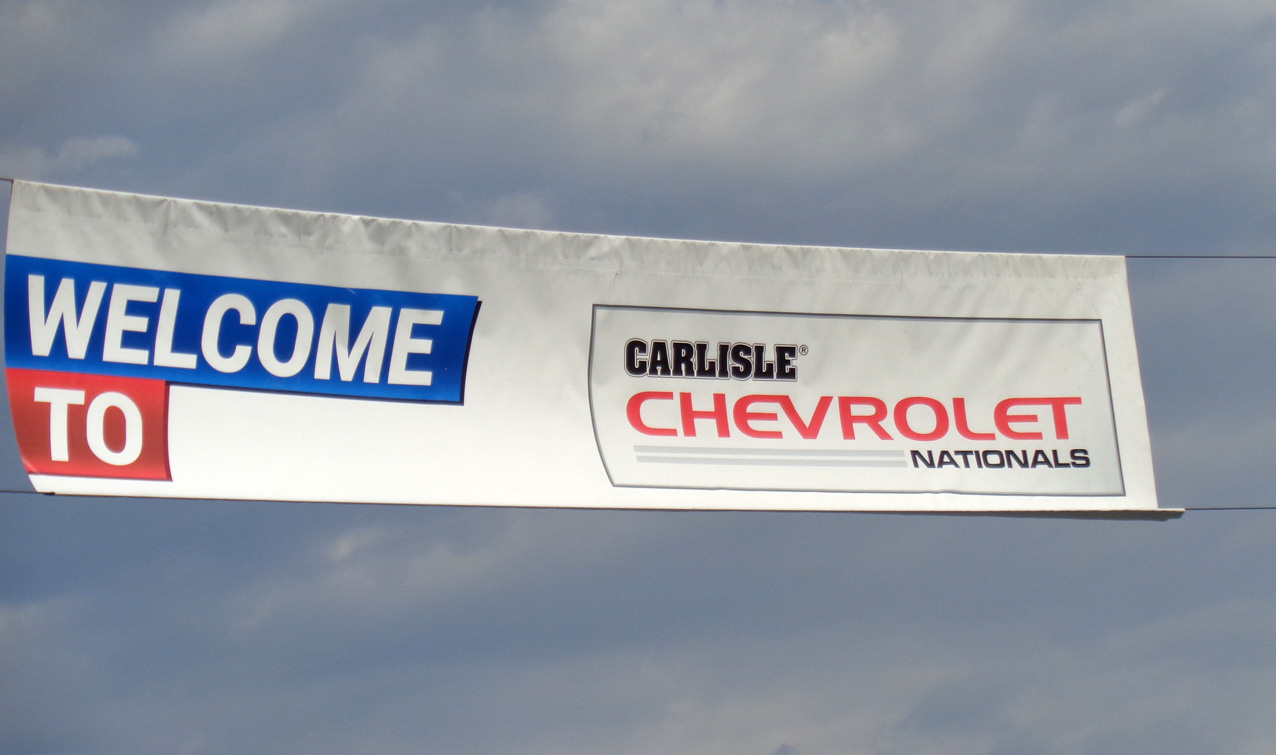 WELCOME
TO
CARLISLE®
CHEVROLET
NATIONALS